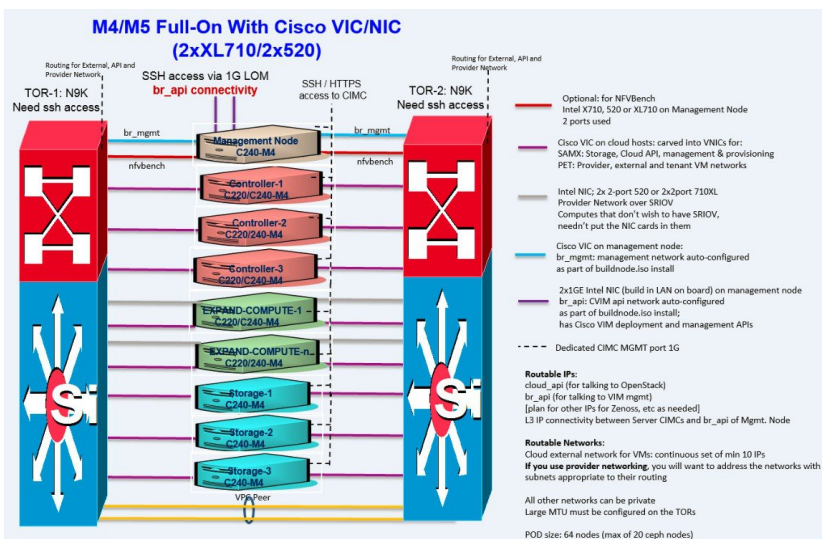 M4/M5 Full-On With Cisco VIC/NIC
(2xXL710/2x520)
Routing for External, API and
Provider Network
SSH access via 1G LOM
br_api connectivity
SSH / HTTPS
access to CIMC
Routing for External, API and
Provider Network
TOR-1: N9K
Need ssh access
TOR-2: N9K
Need ssh access
br_mgmt
br_mgmt
nfvbench
nfvbench
Management Node
C240-M4
Controller-1
C220/C240-M4
Controller-2
C220/C240-M4
Controller-3
C220/C240-M4
EXPAND-COMPUTE-1
C220/C240-M4
EXPAND-COMPUTE-n
C220/240-M4
Storage-1
C240-M4
Storage-2
C240-M4
Storage-3
C240-M4
VPC Peer
Si
Si
Optional: for NFVBench
Intel X710, 520 or XL710 on Management Node
2 ports used
Cisco VIC on cloud hosts: carved into VNICs for:
SAMX: Storage, Cloud API, management & provisioning
PET: Provider, external and tenant VM networks
Intel NIC; 2x 2-port 520 or 2x2port 710XL
Provider Network over SRIOV
Computes that don't wish to have SRIOV,
needn't put the NIC cards in them
Cisco VIC on management node:
br_mgmt: management network auto-configured
as part of buildnode.iso install
2x1GE Intel NIC (build in LAN on board) on management node
br_api: CVIM api network auto-configured
as part of buildnode.iso install;
has Cisco VIM deployment and management APIs
Dedicated CIMC MGMT port 1G
Routable IPs:
cloud_api (for talking to OpenStack)
br_api (for talking to VIM mgmt)
[plan for other IPs for Zenoss, etc as needed]
L3 IP connectivity between Server CIMCs and br_api of Mgmt. Node
Routable Networks:
Cloud external network for VMs: continuous set of min 10 IPs
If you use provider networking, you will want to address the networks with
subnets appropriate to their routing
All other networks can be private
Large MTU must be configured on the TORs
POD size: 64 nodes (max of 20 ceph nodes)